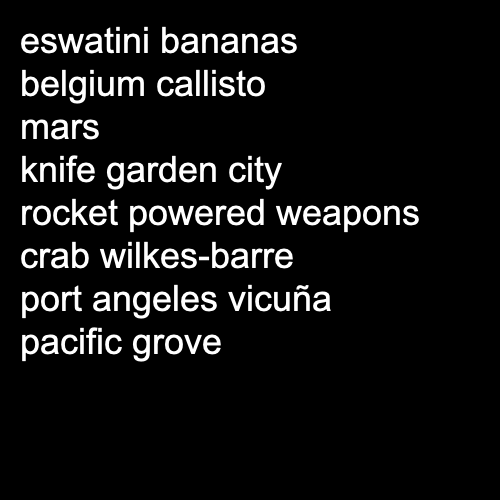 eswatini bananas
belgium callisto
mars
knife garden city
rocket powered weapons
crab wilkes-barre
port angeles vicuña
pacific grove